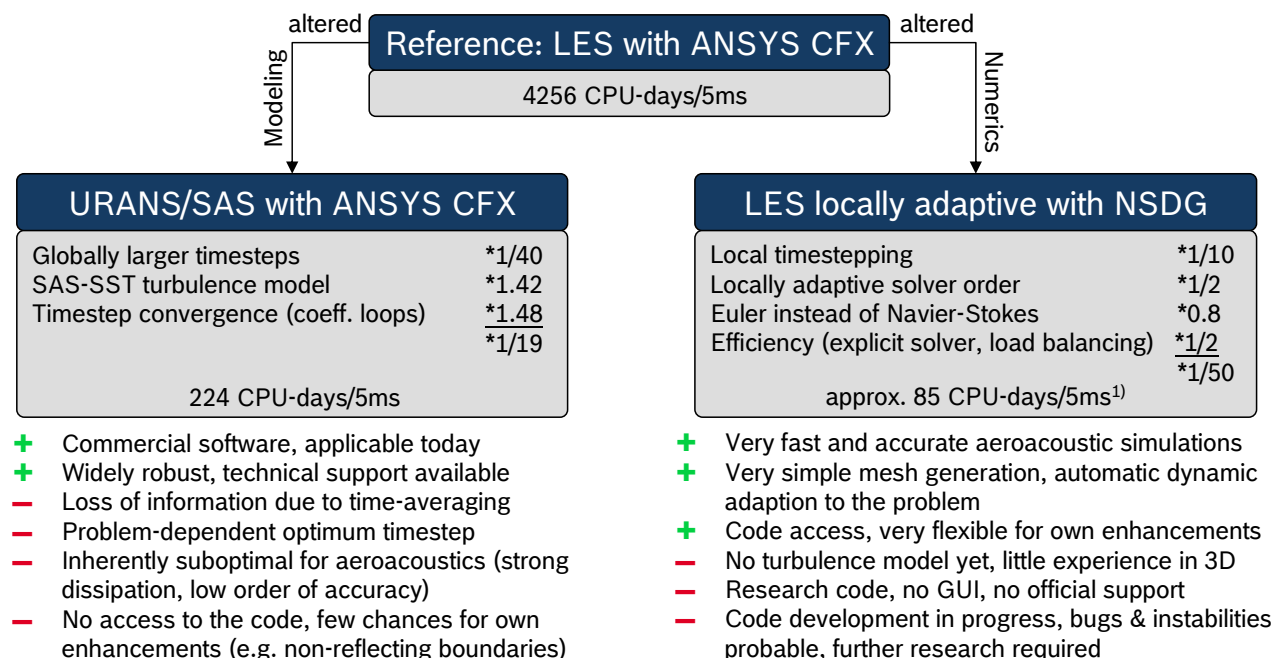 altered
Reference: LES with ANSYS CFX
altered
4256 CPU-days/5ms
Modeling
Numerics
URANS/SAS with ANSYS CFX
Globally larger timesteps *1/40
SAS-SST turbulence model *1.42
Timestep convergence (coeff. loops) *1.48
*1/19
224 CPU-days/5ms
+ Commercial software, applicable today
+ Widely robust, technical support available
− Loss of information due to time-averaging
− Problem-dependent optimum timestep
− Inherently suboptimal for aeroacoustics (strong
dissipation, low order of accuracy)
− No access to the code, few chances for own
enhancements (e.g. non-reflecting boundaries)
LES locally adaptive with NSDG
Local timestepping *1/10
Locally adaptive solver order *1/2
Euler instead of Navier-Stokes *0.8
Efficiency (explicit solver, load balancing) *1/2
*1/50
approx. 85 CPU-days/5ms¹⁾
+ Very fast and accurate aeroacoustic simulations
+ Very simple mesh generation, automatic dynamic
adaption to the problem
+ Code access, very flexible for own enhancements
− No turbulence model yet, little experience in 3D
− Research code, no GUI, no official support
− Code development in progress, bugs & instabilities
probable, further research required